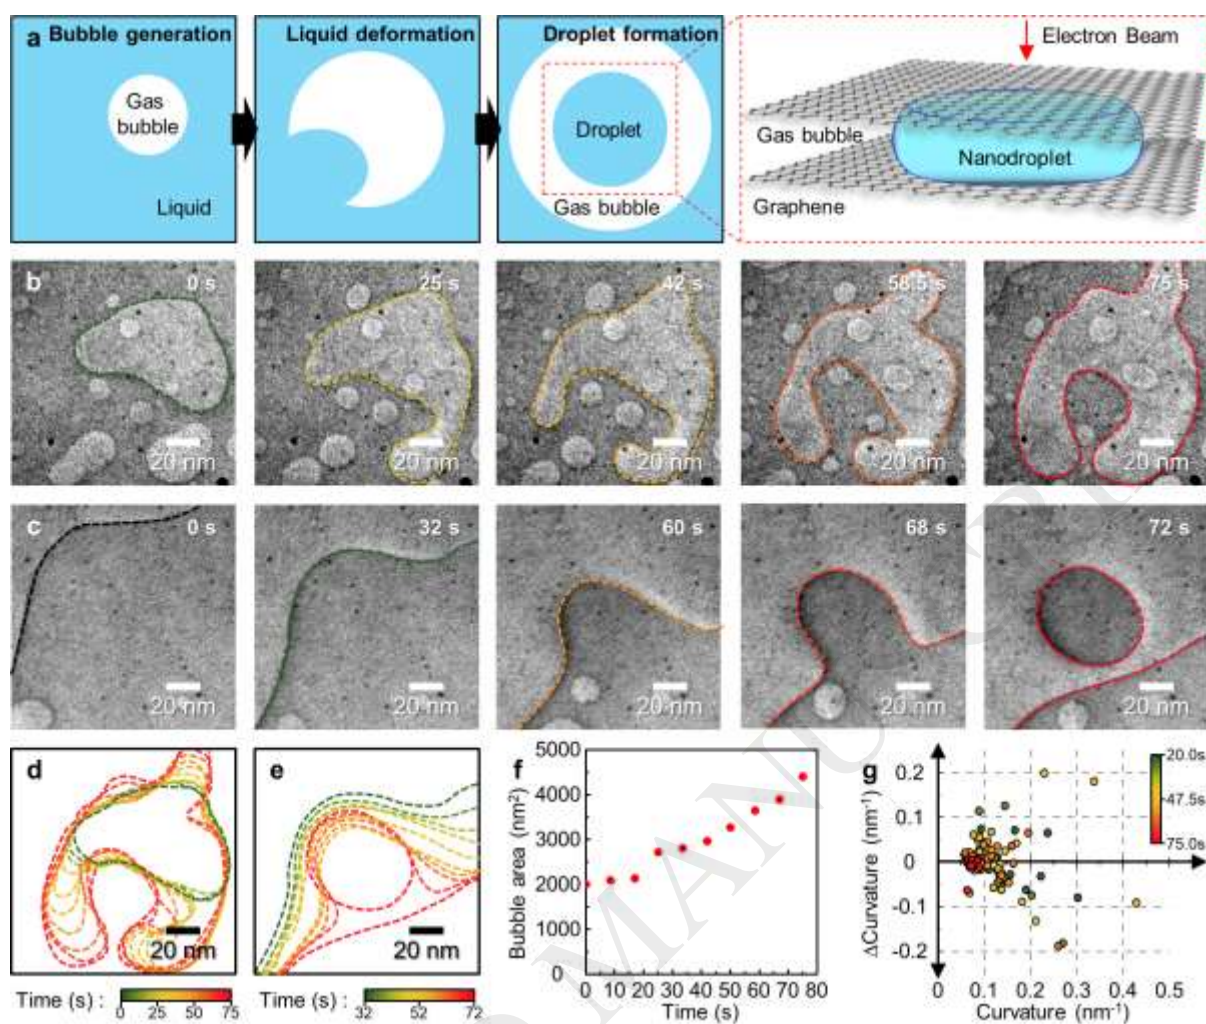 a Bubble generation
Liquid deformation
Droplet formation
Electron Beam
Gas bubble
Liquid
Droplet
Gas bubble
Gas bubble
Nanodroplet
Graphene
b 0 s
20 nm
25 s
20 nm
42 s
20 nm
58.5 s
20 nm
75 s
20 nm
c 0 s
20 nm
32 s
20 nm
60 s
20 nm
68 s
20 nm
72 s
20 nm
d
20 nm
Time (s) :
0 25 50 75
e
20 nm
Time (s) :
32 52 72
f
Bubble area (nm²)
5000
4000
3000
2000
1000
0
0 10 20 30 40 50 60 70 80
Time (s)
g
ΔCurvature (nm⁻¹)
0.2
0.1
0
-0.1
-0.2
0 0.1 0.2 0.3 0.4 0.5
Curvature (nm⁻¹)
20.0s
47.5s
75.0s